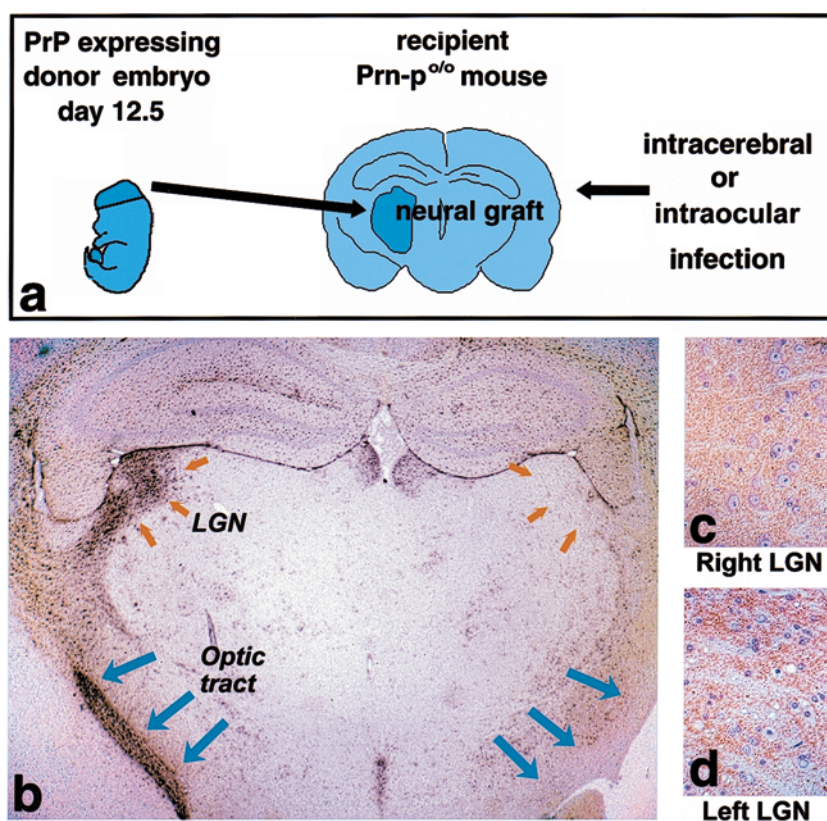 PrP expressing
donor embryo
day 12.5
recipient
Prn-p^o/o mouse
neural graft
intracerebral
or
intraocular
infection
a
LGN
Optic
tract
b
c
Right LGN
d
Left LGN